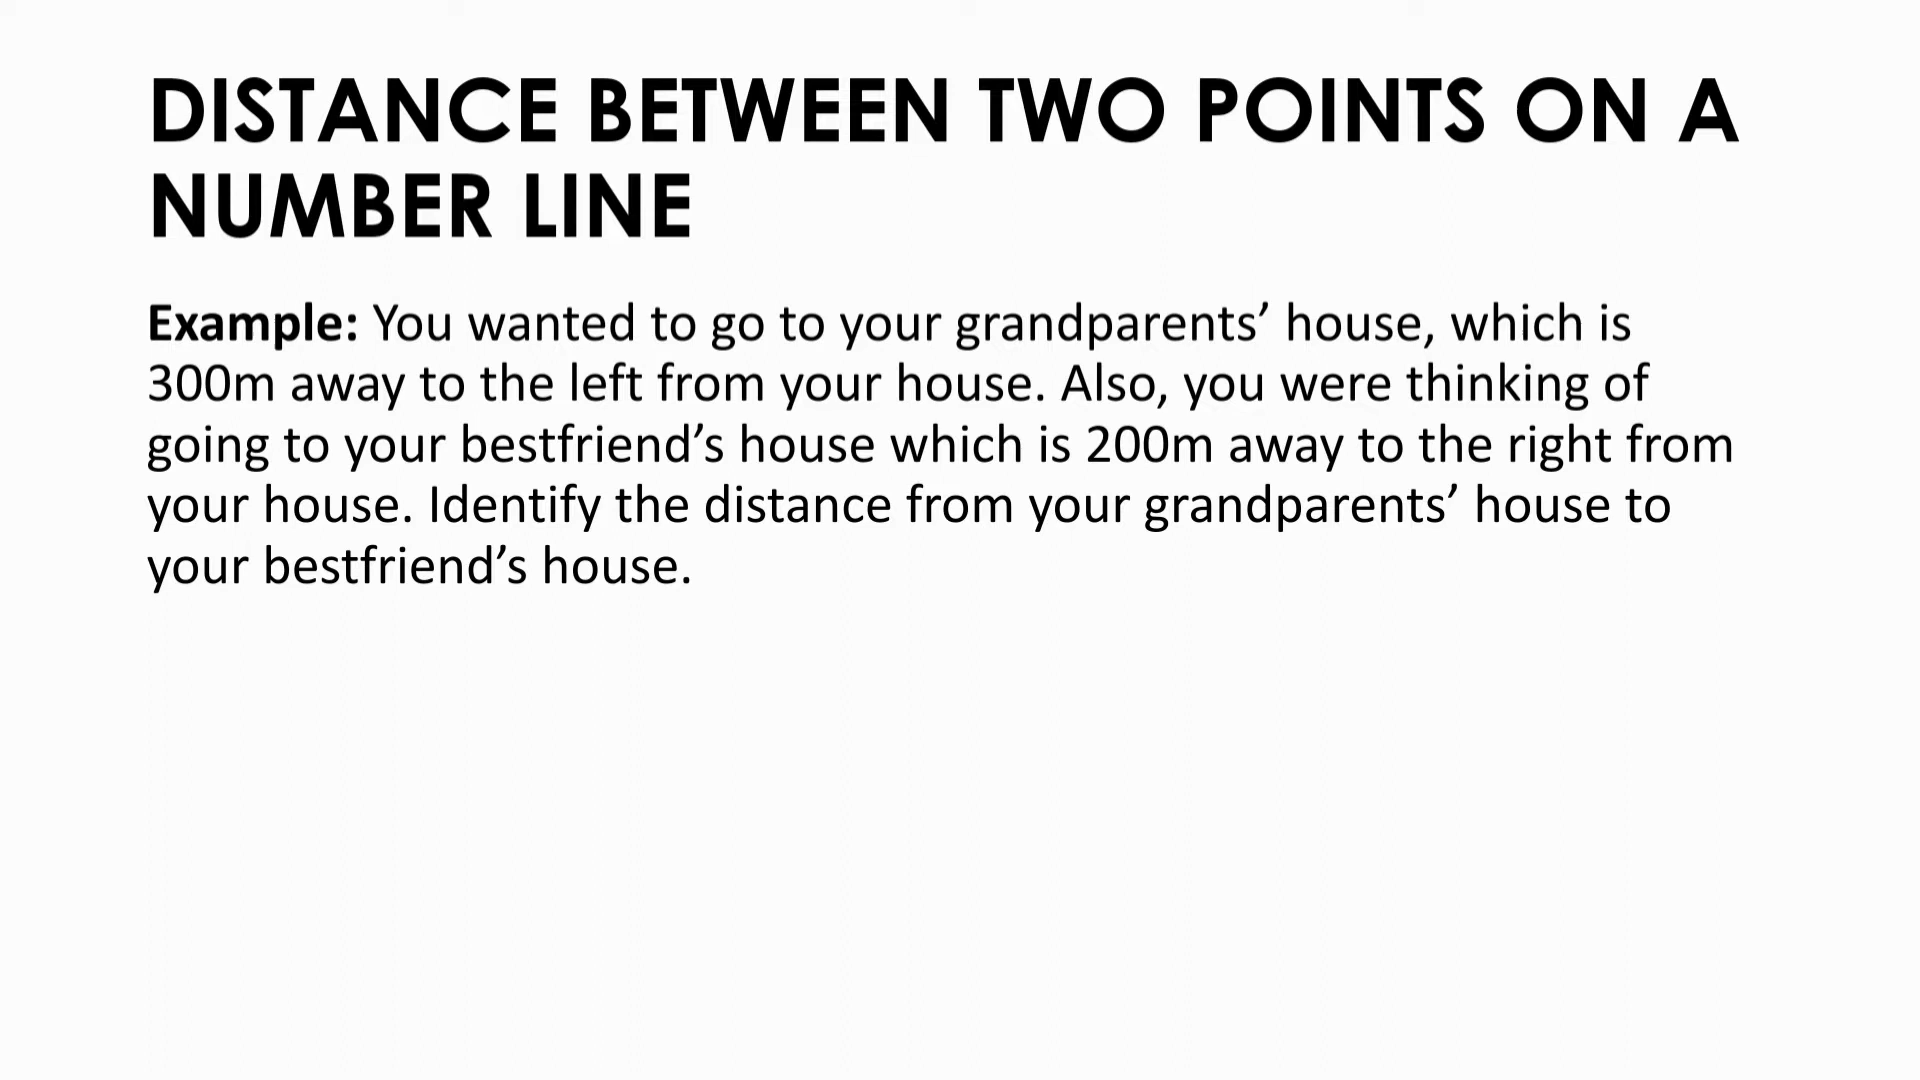 DISTANCE BETWEEN TWO POINTS ON A
NUMBER LINE
Example: You wanted to go to your grandparents’ house, which is
300m away to the left from your house. Also, you were thinking of
going to your bestfriend’s house which is 200m away to the right from
your house. Identify the distance from your grandparents’ house to
your bestfriend’s house.